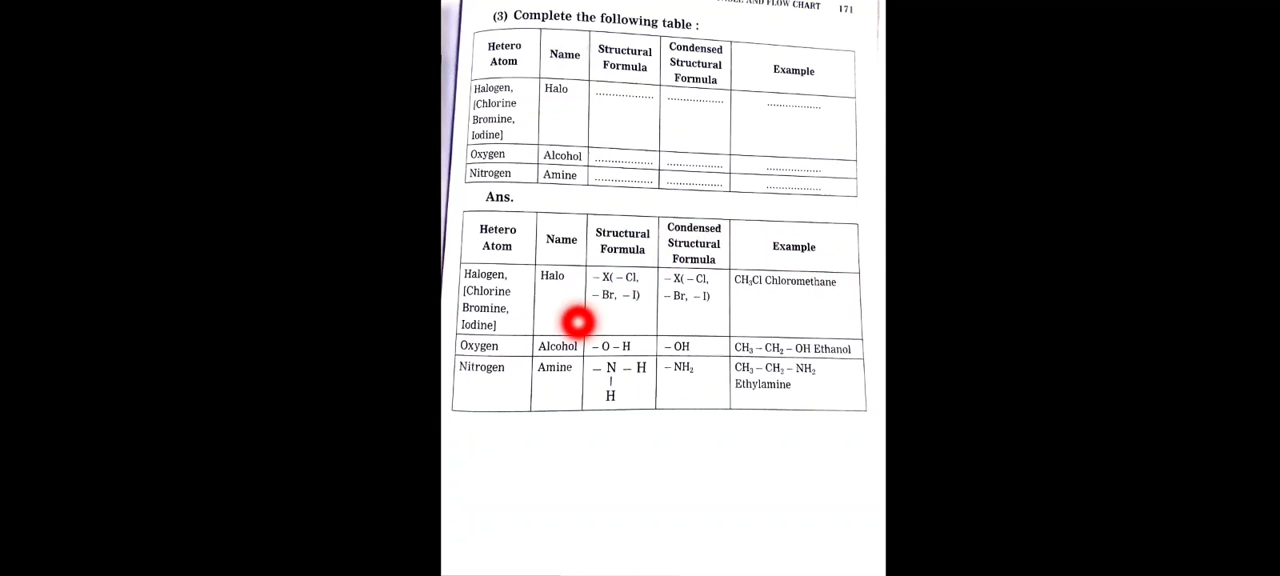 AND FLOW CHART 171
(3) Complete the following table :
Hetero Atom Name Structural Formula Condensed Structural Formula Example
Halogen, [Chlorine Bromine, Iodine] Halo .................. .................. ..................
Oxygen Alcohol .................. .................. ..................
Nitrogen Amine .................. .................. ..................
Ans.
Hetero Atom Name Structural Formula Condensed Structural Formula Example
Halogen, [Chlorine Bromine, Iodine] Halo – X( – Cl, – Br, – I) – X( – Cl, – Br, – I) CH₃Cl Chloromethane
Oxygen Alcohol – O – H – OH CH₃ – CH₂ – OH Ethanol
Nitrogen Amine – N – H – NH₂ CH₃ – CH₂ – NH₂
| Ethylamine
H